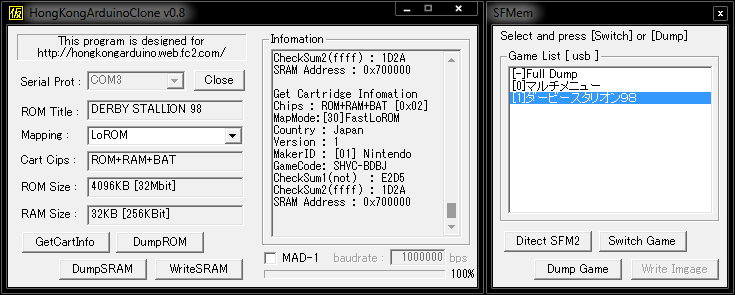 仮
HongKongArduinoClone v0.8
This program is designed for
http://hongkongarduino.web.fc2.com/
Serial Prot :
COM3
Close
ROM Title :
DERBY STALLION 98
Mapping :
LoROM
Cart Cips :
ROM+RAM+BAT
ROM Size :
4096KB [32Mbit]
RAM Size :
32KB [256KBit]
GetCartInfo
DumpROM
DumpSRAM
WriteSRAM
Infomation
CheckSum2(ffff) : 1D2A
SRAM Address : 0x700000
Get Cartridge Infomation
Chips : ROM+RAM+BAT [0x02]
MapMode:[30]FastLoROM
Country : Japan
Version : 1
MakerID : [01] Nintendo
GameCode: SHVC-BDBJ
CheckSum1(not) : E2D5
CheckSum2(ffff) : 1D2A
SRAM Address : 0x700000
MAD-1
baudrate :
1000000
bps
100%
SFMem
Select and press [Switch] or [Dump]
Game List [ usb ]
[-]Full Dump
[0]マルチメニュー
[1]ダービースタリオン98
Ditect SFM2
Switch Game
Dump Game
Write Imgage